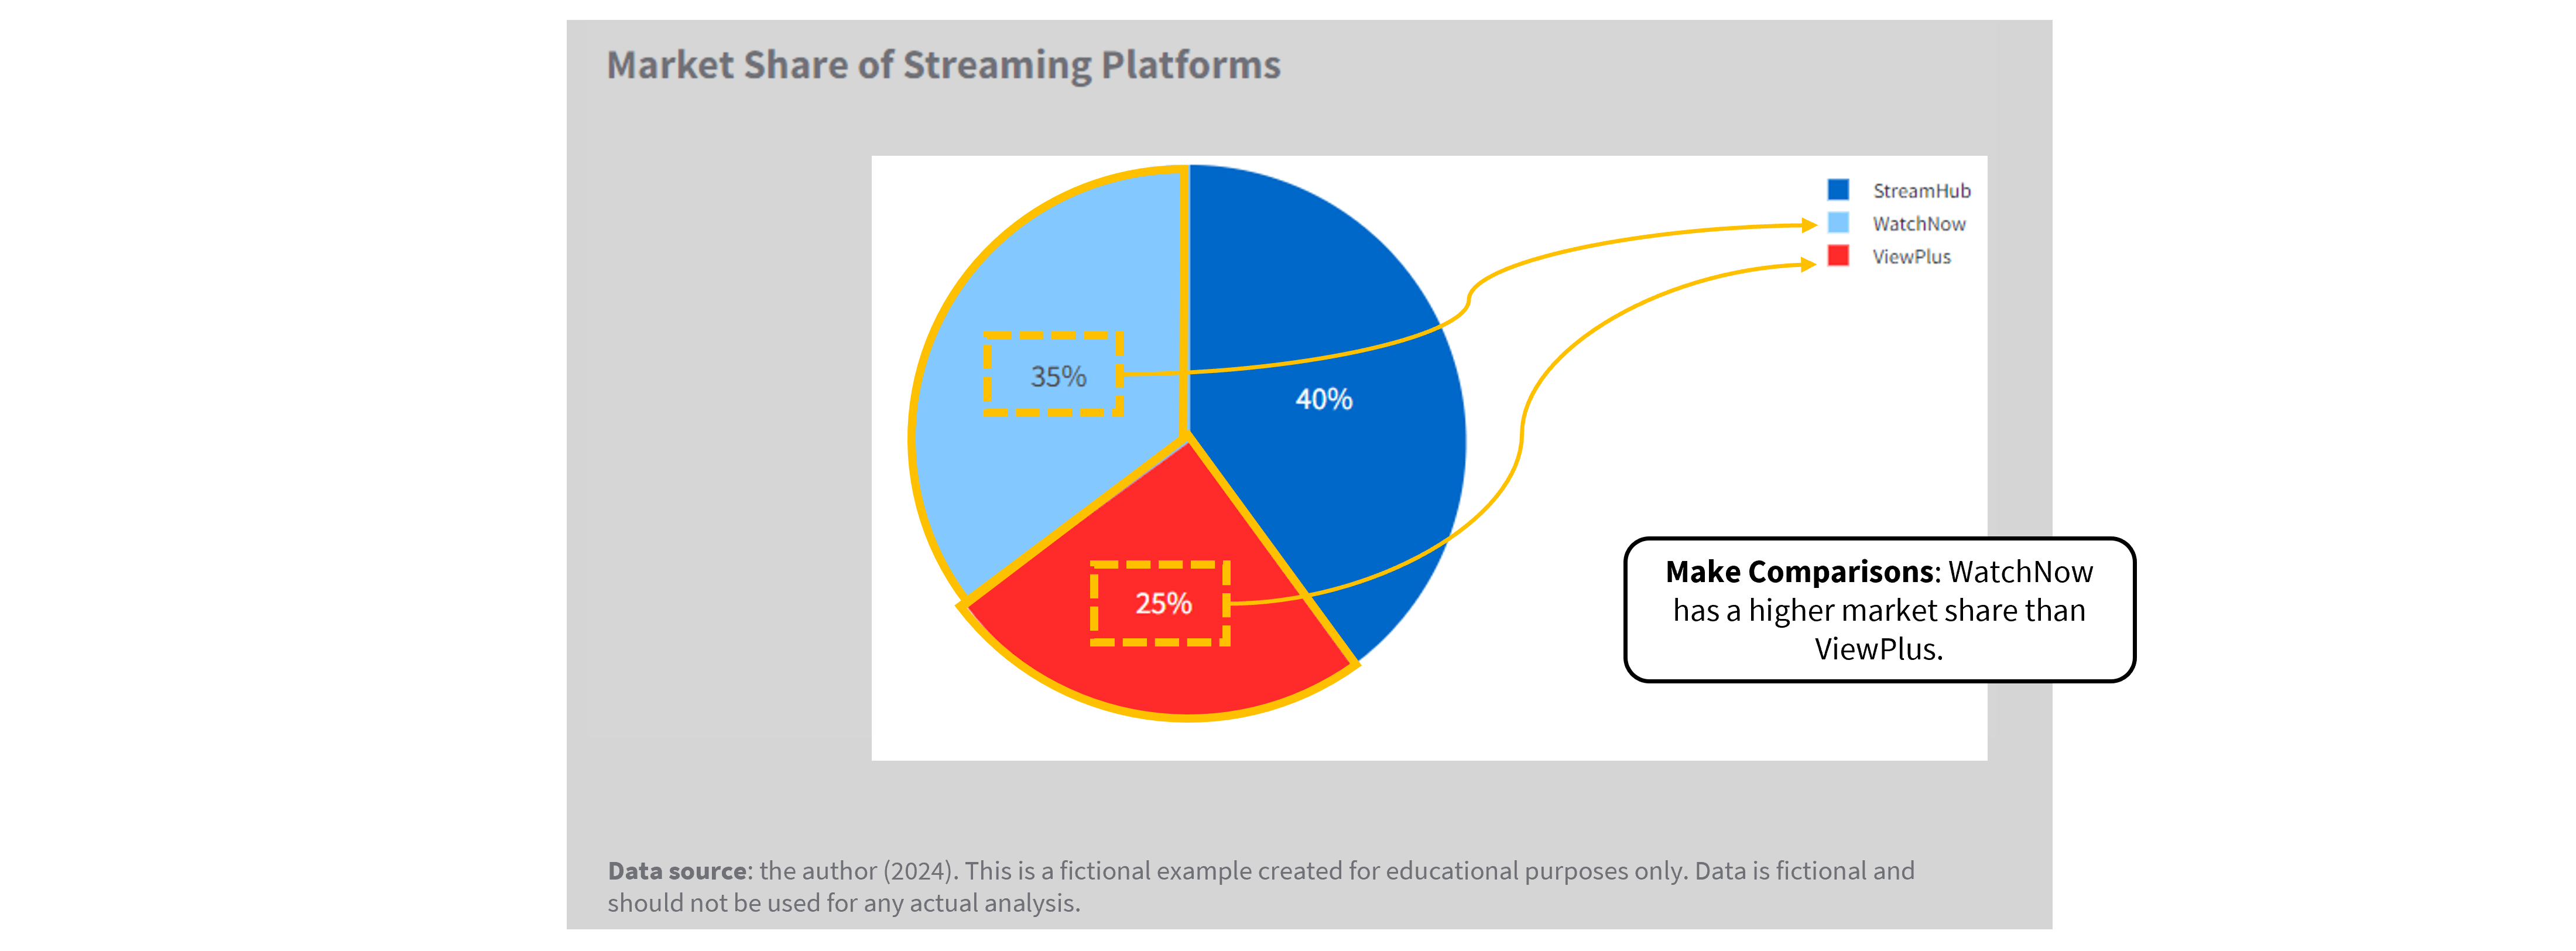 Market Share of Streaming Platforms
StreamHub
WatchNow
ViewPlus
35%
40%
25%
Make Comparisons: WatchNow
has a higher market share than
ViewPlus.
Data source: the author (2024). This is a fictional example created for educational purposes only. Data is fictional and
should not be used for any actual analysis.